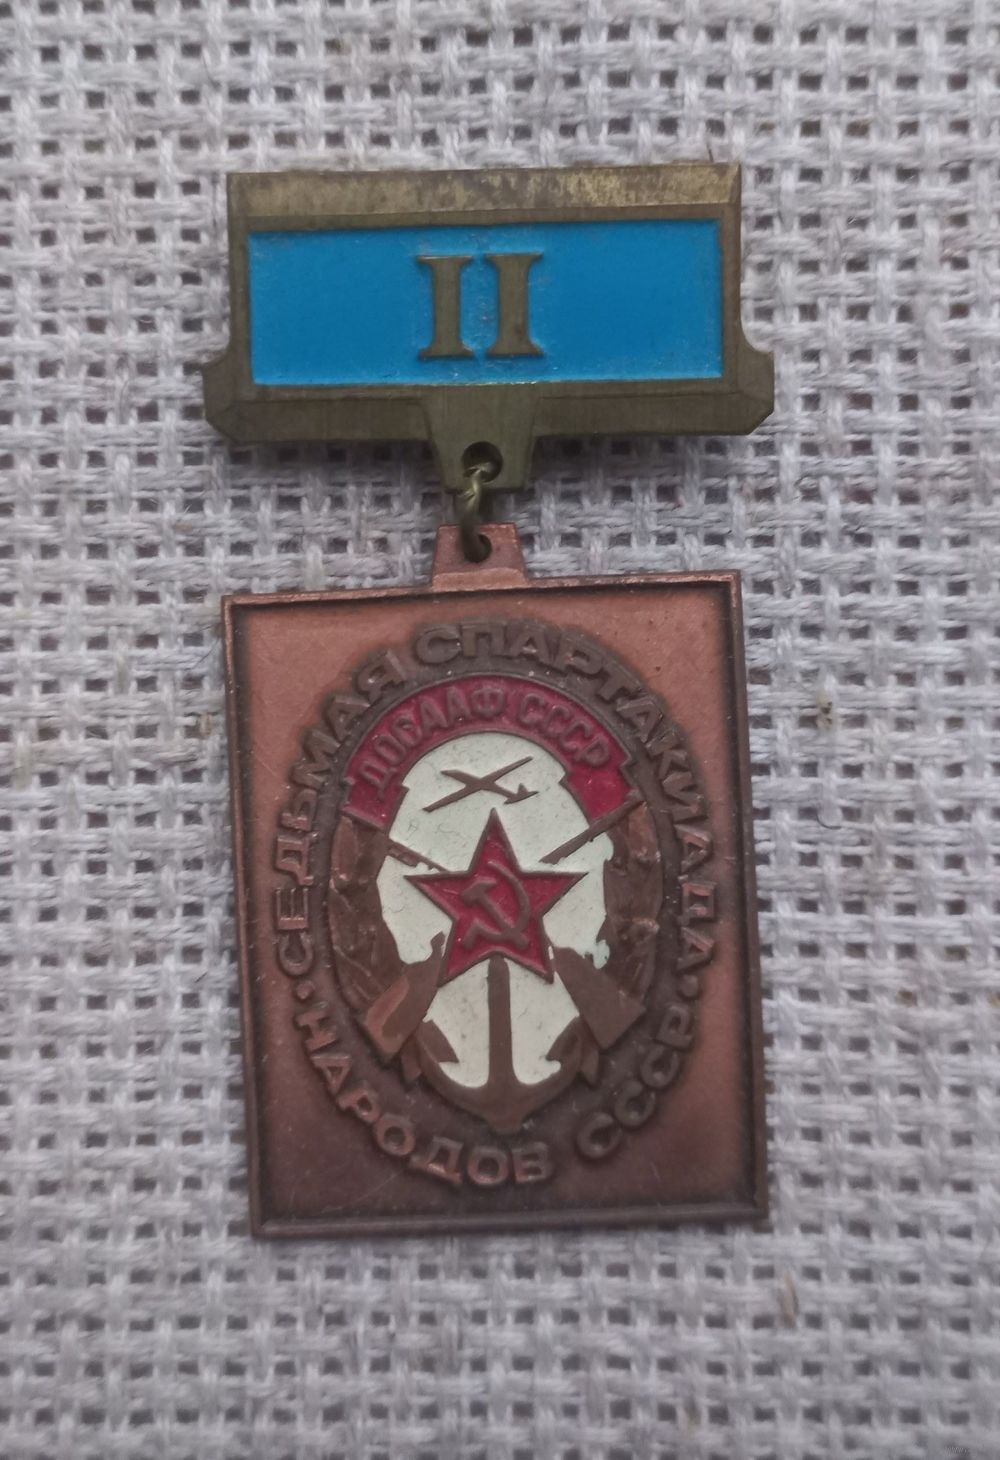 II
СЕДЬМАЯ СПАРТАКИАДА
ДОСААФ СССР
НАРОДОВ СССР